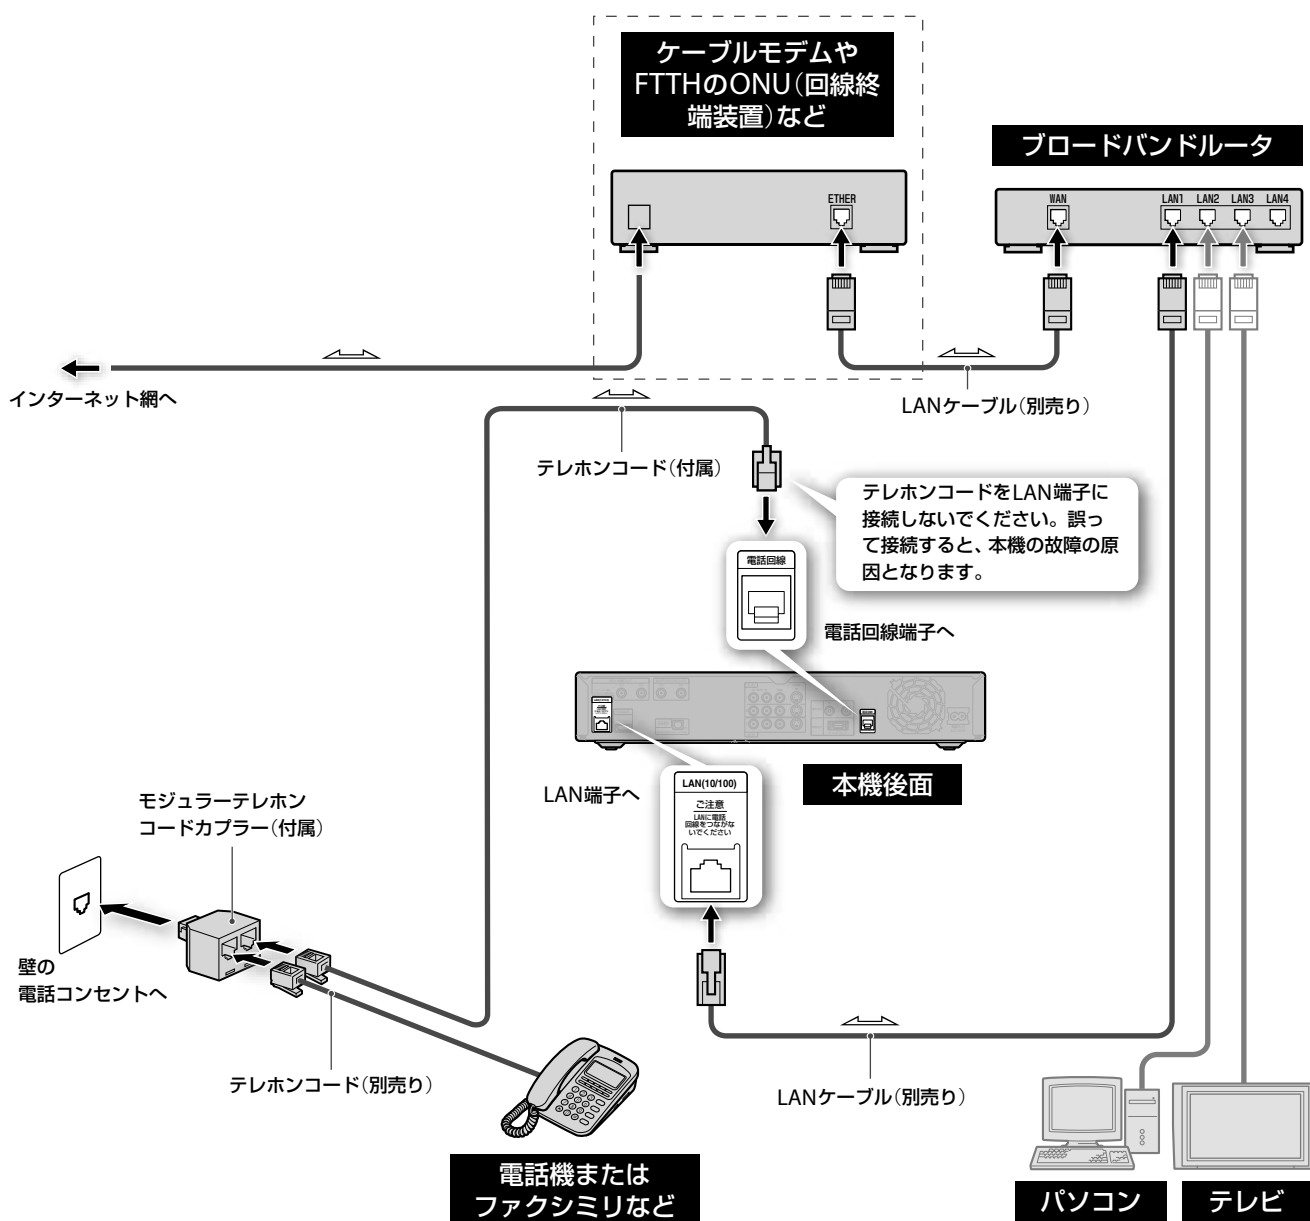 ケーブルモデムや
FTTHのONU(回線終
端装置)など
ブロードバンドルータ
ETHER
WAN
LAN1 LAN2 LAN3 LAN4
インターネット網へ
LANケーブル(別売り)
テレホンコード(付属)
テレホンコードをLAN端子に
接続しないでください。誤っ
て接続すると、本機の故障の原
因となります。
電話回線
電話回線端子へ
LAN端子へ
LAN(10/100)
ご注意
LANに電話
回線をつながな
いでください
本機後面
モジュラーテレホン
コードカプラー(付属)
壁の
電話コンセントへ
テレホンコード(別売り)
LANケーブル(別売り)
電話機または
ファクシミリなど
パソコン
テレビ